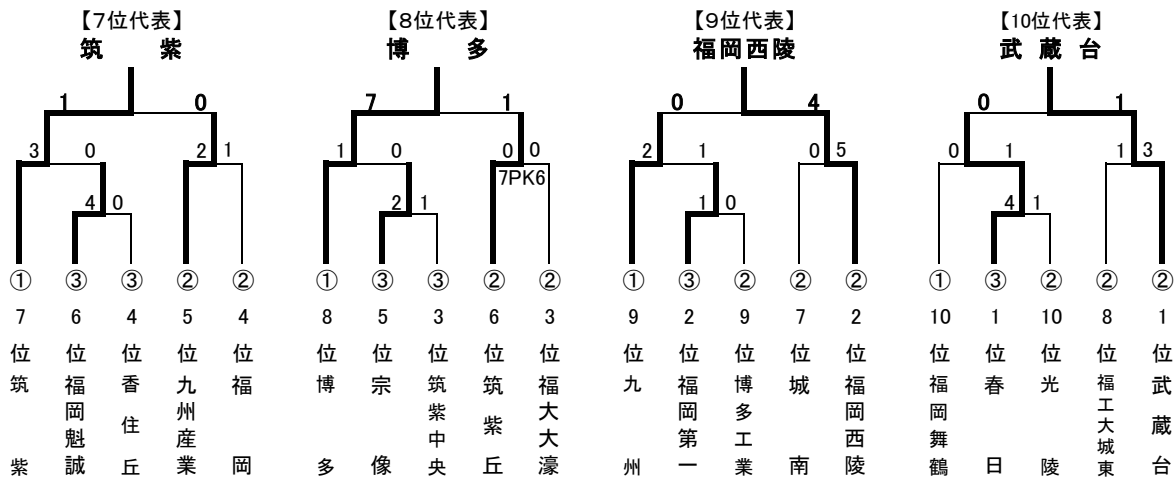 【7位代表】 【8位代表】 【9位代表】 【10位代表】
筑紫 博多 福岡西陵 武蔵台
1 0 7 1 0 4 0 1
3 0 2 1 1 0 0 0 2 1 0 5 0 1 1 3
7PK6
4 0 2 1 1 0 4 1
① ③ ③ ② ② ① ③ ③ ② ② ① ③ ② ② ② ① ③ ② ② ②
7 6 4 5 4 8 5 3 6 3 9 2 9 7 2 10 1 10 8 1
位 位 位 位 位 位 位 位 位 位 位 位 位 位 位 位 位 位 位 位
筑紫
福岡魁誠
香住丘
九州産業
福岡
博多
宗像
筑紫中央
筑紫丘
福大大濠
九州
福岡第一
博多工業
城南
福岡西陵
福岡舞鶴
春日
光陵
福工大城東
武蔵台